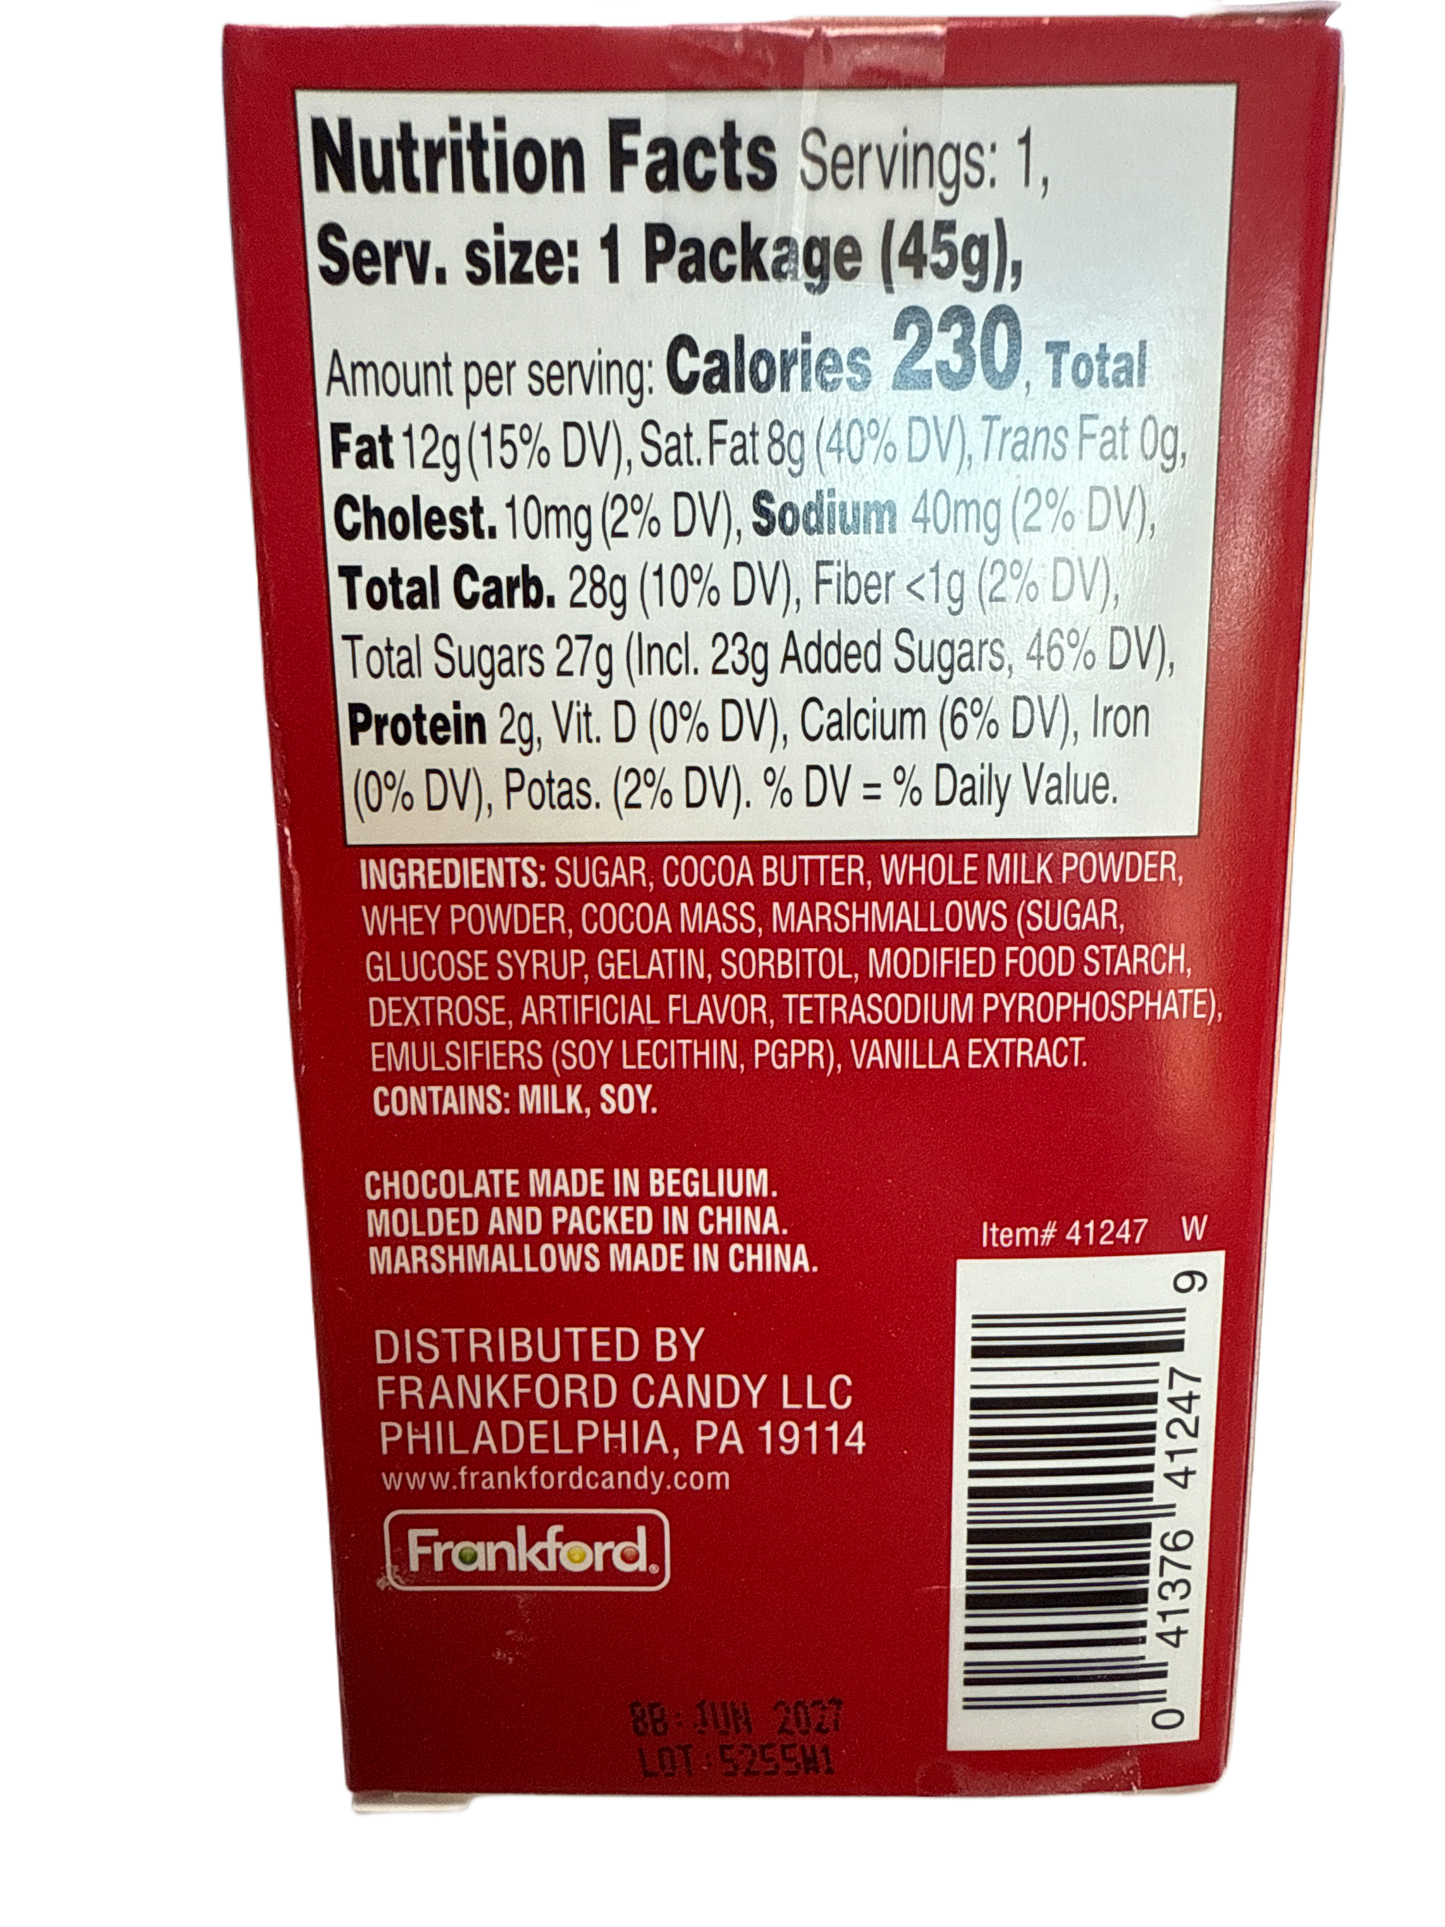 Nutrition Facts Servings: 1,
Serv. size: 1 Package (45g),
Amount per serving: Calories 230, Total
Fat 12g (15% DV), Sat. Fat 8g (40% DV), Trans Fat 0g,
Cholest. 10mg (2% DV), Sodium 40mg (2% DV),
Total Carb. 28g (10% DV), Fiber <1g (2% DV),
Total Sugars 27g (Incl. 23g Added Sugars, 46% DV),
Protein 2g, Vit. D (0% DV), Calcium (6% DV), Iron
(0% DV), Potas. (2% DV). % DV = % Daily Value.
INGREDIENTS: SUGAR, COCOA BUTTER, WHOLE MILK POWDER,
WHEY POWDER, COCOA MASS, MARSHMALLOWS (SUGAR,
GLUCOSE SYRUP, GELATIN, SORBITOL, MODIFIED FOOD STARCH,
DEXTROSE, ARTIFICIAL FLAVOR, TETRASODIUM PYROPHOSPHATE),
EMULSIFIERS (SOY LECITHIN, PGPR), VANILLA EXTRACT.
CONTAINS: MILK, SOY.
CHOCOLATE MADE IN BEGLIUM.
MOLDED AND PACKED IN CHINA.
MARSHMALLOWS MADE IN CHINA.
Item# 41247 W
DISTRIBUTED BY
FRANKFORD CANDY LLC
PHILADELPHIA, PA 19114
www.frankfordcandy.com
Frankford®
0 41376 41247 9
BB: JUN 2027
LOT: 5255W1